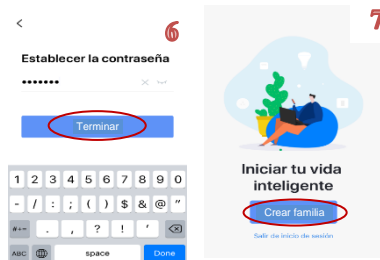 6
Establecer la contraseña
•••••••
Terminar
1 2 3 4 5 6 7 8 9 0
- / : ; ( ) $ & @ "
#+= . , ? ! '
ABC space Done
7
Iniciar tu vida
inteligente
Crear familia
Salir de inicio de sesión